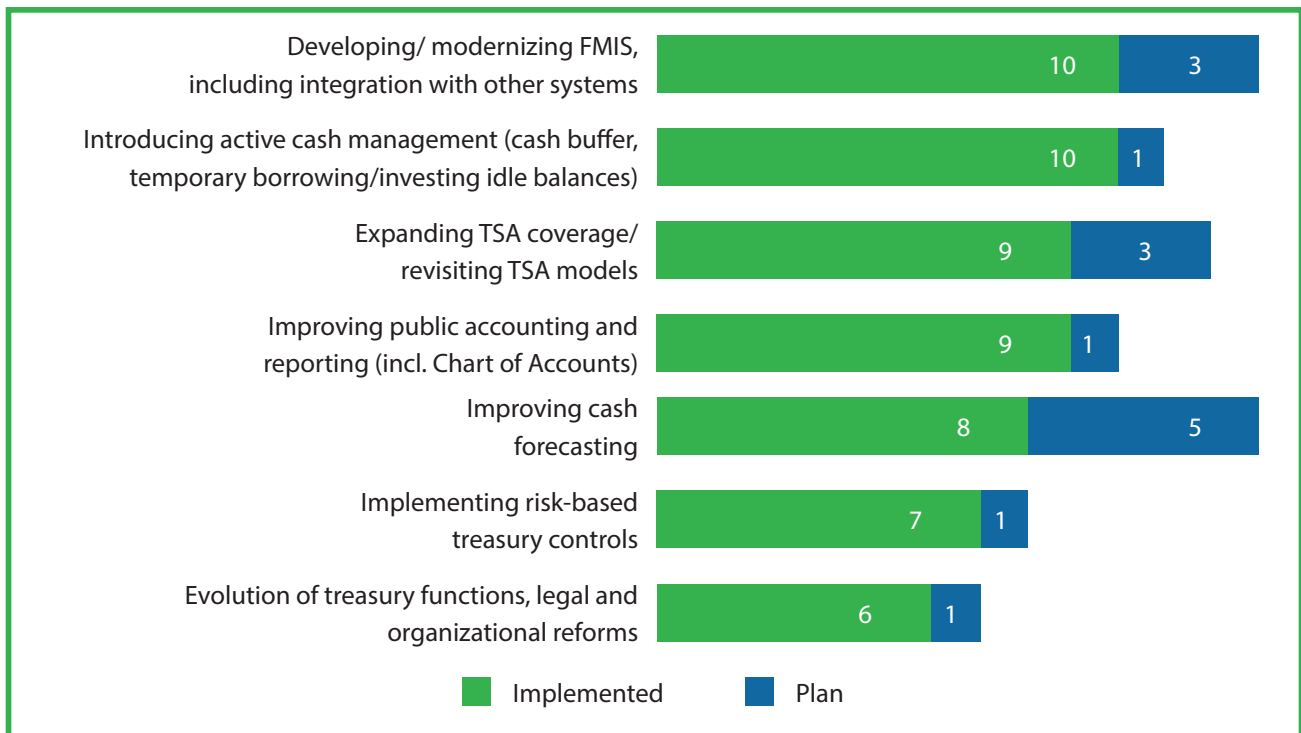 Developing/ modernizing FMIS,
including integration with other systems
10 3
Introducing active cash management (cash buffer,
temporary borrowing/investing idle balances)
10 1
Expanding TSA coverage/
revisiting TSA models
9 3
Improving public accounting and
reporting (incl. Chart of Accounts)
9 1
Improving cash
forecasting
8 5
Implementing risk-based
treasury controls
7 1
Evolution of treasury functions, legal and
organizational reforms
6 1
Implemented Plan